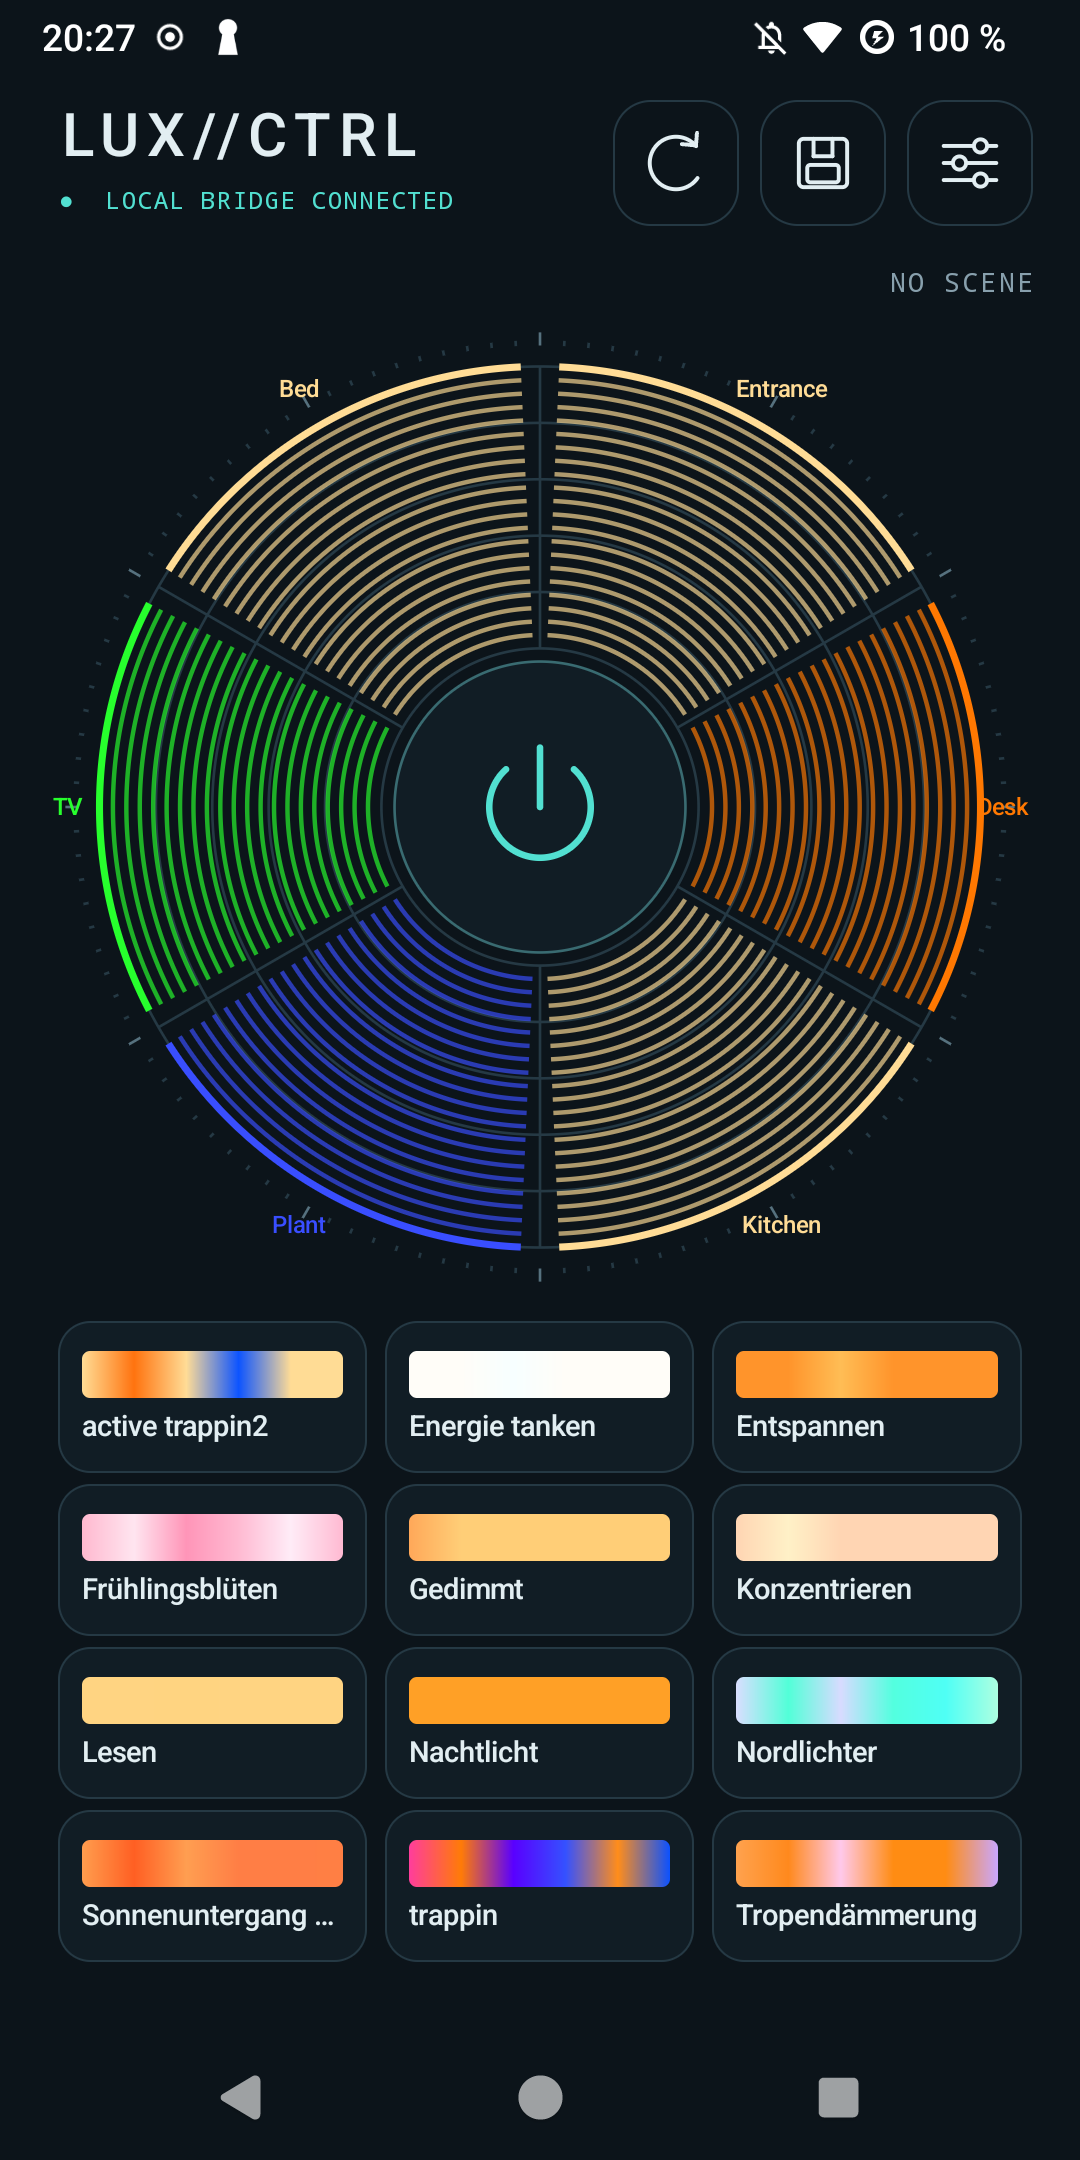 20:27
100 %
LUX//CTRL
LOCAL BRIDGE CONNECTED
NO SCENE
Bed
Entrance
TV
Desk
Plant
Kitchen
active trappin2
Energie tanken
Entspannen
Frühlingsblüten
Gedimmt
Konzentrieren
Lesen
Nachtlicht
Nordlichter
Sonnenuntergang ...
trappin
Tropendämmerung